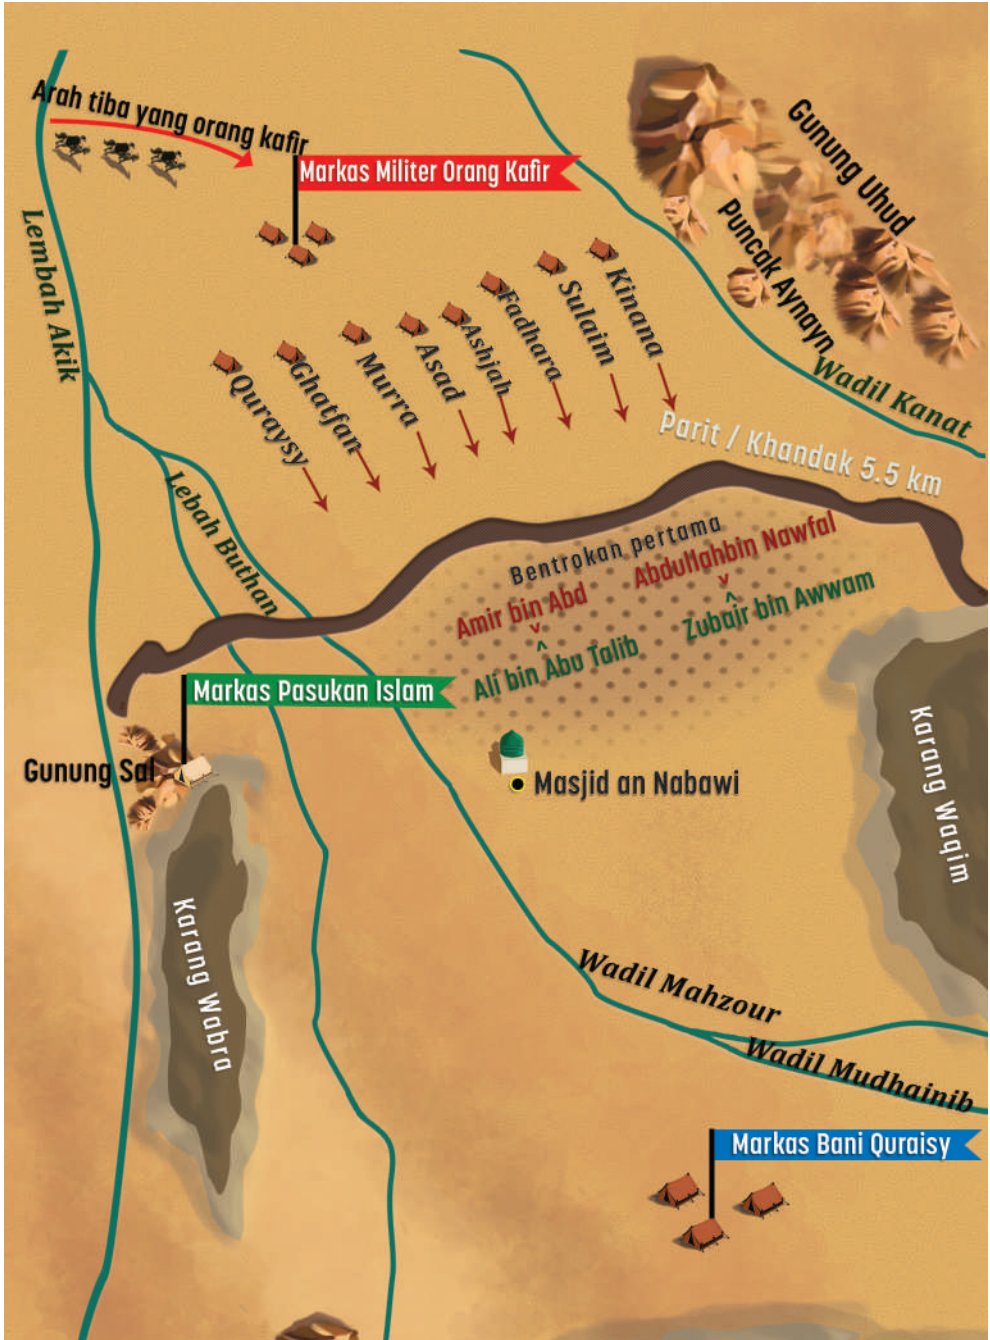 Arah tiba yang orang kafir
Markas Militer Orang Kafir
Gunung Uhud
Puncak Aynayn
Lembah Akik
Kinana
Sulaim
Fadhara
Ashjah
Asad
Murra
Ghatfan
Quraysy
Wadil Kanat
Parit / Khandak 5.5 km
Lebah Buthan
Bentrokan pertama
Abdullahbin Nawfal
Amir bin Abd
Zubair bin Awwam
Ali bin Abu Talib
Markas Pasukan Islam
Gunung Sal
Masjid an Nabawi
Karang Waqim
Karang Wabra
Wadil Mahzour
Wadil Mudhainib
Markas Bani Quraisy